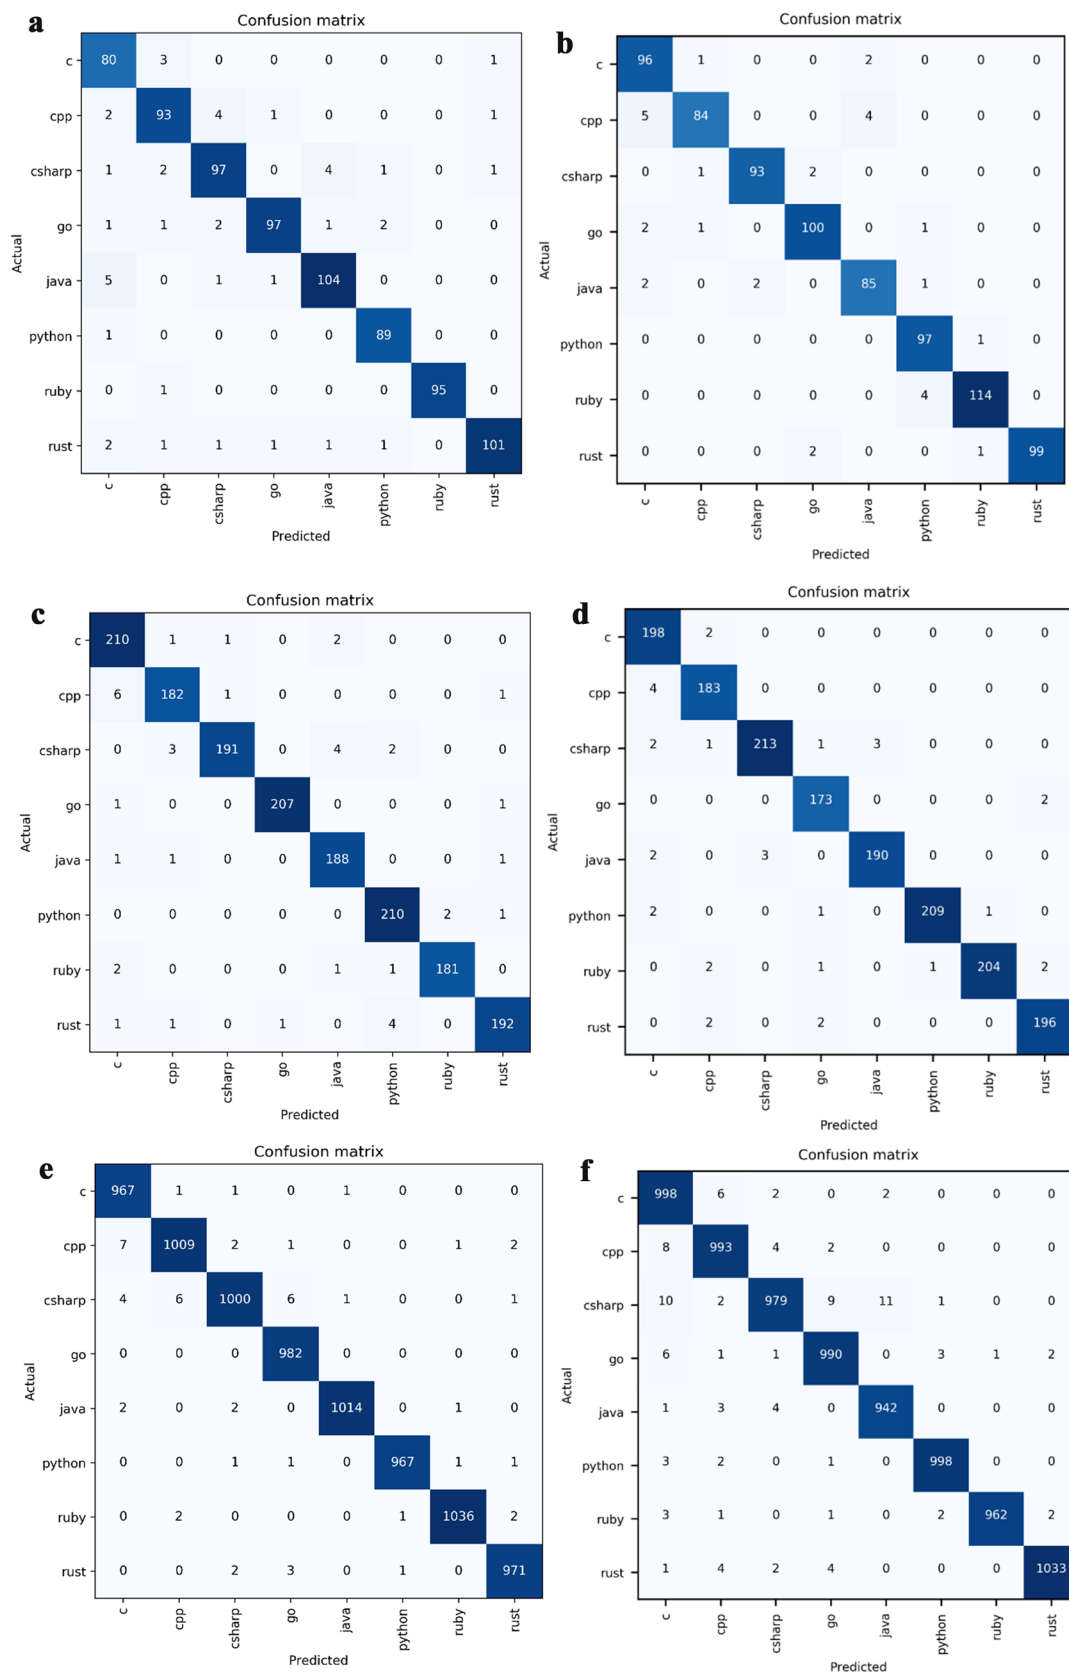 a
Confusion matrix
c 80 3 0 0 0 0 0 1
cpp 2 93 4 1 0 0 0 1
csharp 1 2 97 0 4 1 0 1
go 1 1 2 97 1 2 0 0
java 5 0 1 1 104 0 0 0
python 1 0 0 0 0 89 0 0
ruby 0 1 0 0 0 0 95 0
rust 2 1 1 1 1 1 0 101
c cpp csharp go java python ruby rust
Actual
Predicted
b
Confusion matrix
c 96 1 0 0 2 0 0 0
cpp 5 84 0 0 4 0 0 0
csharp 0 1 93 2 0 0 0 0
go 2 1 0 100 0 1 0 0
java 2 0 2 0 85 1 0 0
python 0 0 0 0 0 97 1 0
ruby 0 0 0 0 0 4 114 0
rust 0 0 0 2 0 0 1 99
c cpp csharp go java python ruby rust
Actual
Predicted
c
Confusion matrix
c 210 1 1 0 2 0 0 0
cpp 6 182 1 0 0 0 0 1
csharp 0 3 191 0 4 2 0 0
go 1 0 0 207 0 0 0 1
java 1 1 0 0 188 0 0 1
python 0 0 0 0 0 210 2 1
ruby 2 0 0 0 1 1 181 0
rust 1 1 0 1 0 4 0 192
c cpp csharp go java python ruby rust
Actual
Predicted
d
Confusion matrix
c 198 2 0 0 0 0 0 0
cpp 4 183 0 0 0 0 0 0
csharp 2 1 213 1 3 0 0 0
go 0 0 0 173 0 0 0 2
java 2 0 3 0 190 0 0 0
python 2 0 0 1 0 209 1 0
ruby 0 2 0 1 0 1 204 2
rust 0 2 0 2 0 0 0 196
c cpp csharp go java python ruby rust
Actual
Predicted
e
Confusion matrix
c 967 1 1 0 1 0 0 0
cpp 7 1009 2 1 0 0 1 2
csharp 4 6 1000 6 1 0 0 1
go 0 0 0 982 0 0 0 0
java 2 0 2 0 1014 0 1 0
python 0 0 1 1 0 967 1 1
ruby 0 2 0 0 0 1 1036 2
rust 0 0 2 3 0 1 0 971
c cpp csharp go java python ruby rust
Actual
Predicted
f
Confusion matrix
c 998 6 2 0 2 0 0 0
cpp 8 993 4 2 0 0 0 0
csharp 10 2 979 9 11 1 0 0
go 6 1 1 990 0 3 1 2
java 1 3 4 0 942 0 0 0
python 3 2 0 1 0 998 0 0
ruby 3 1 0 1 0 2 962 2
rust 1 4 2 4 0 0 0 1033
c cpp csharp go java python ruby rust
Actual
Predicted